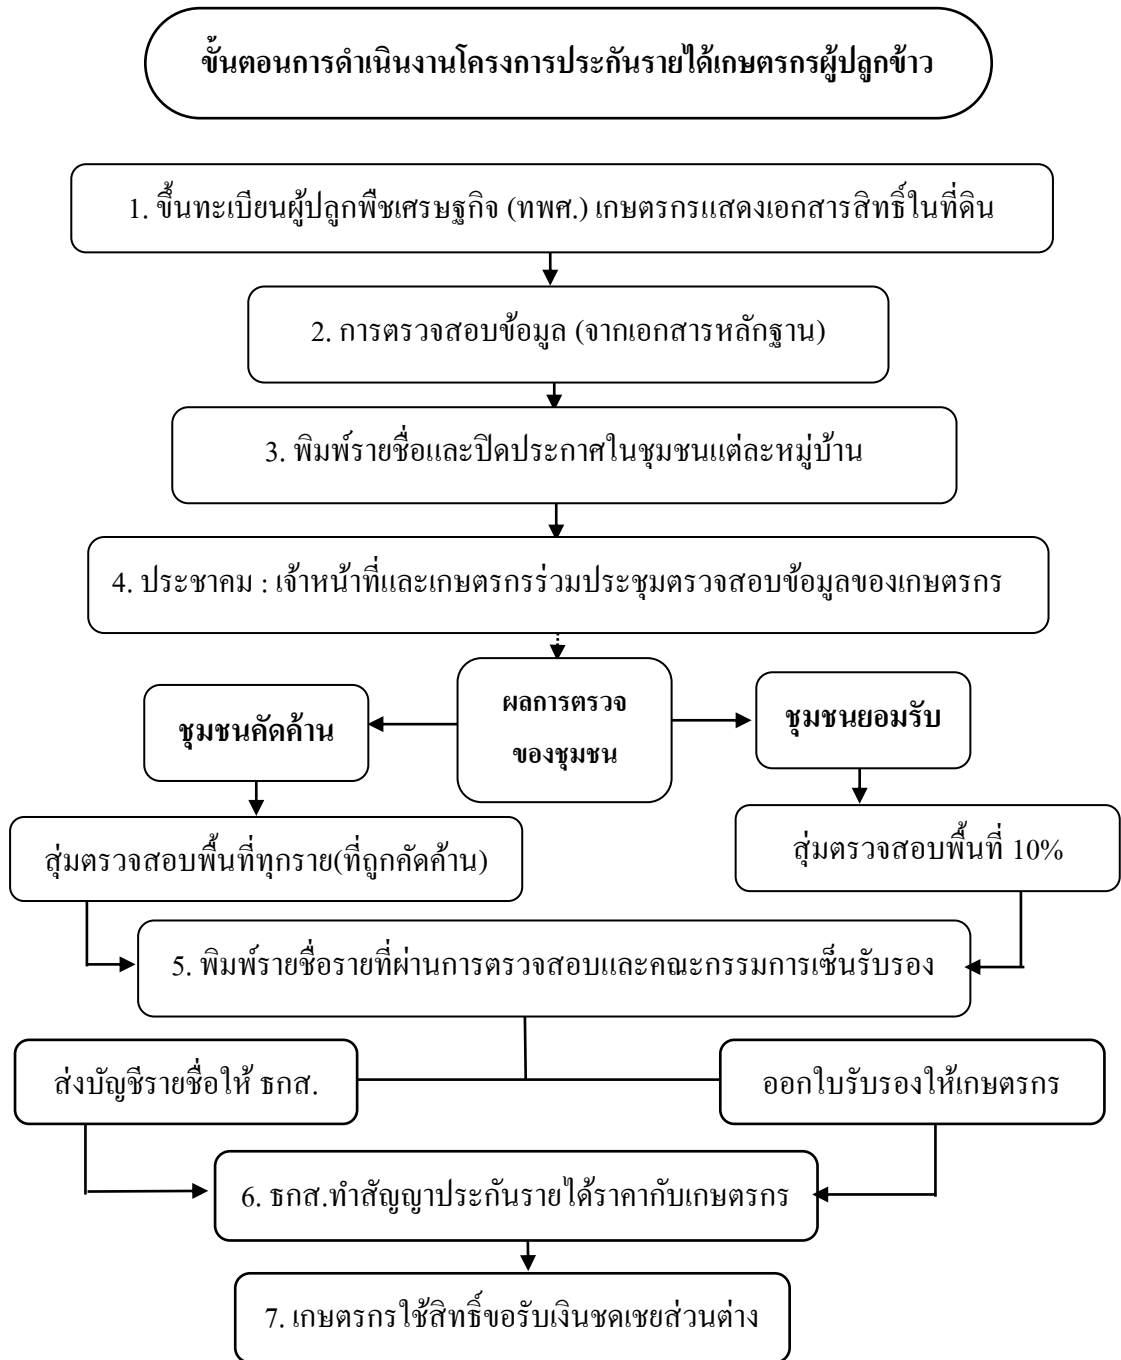 ขั้นตอนการดำเนินงานโครงการประกันรายได้เกษตรกรผู้ปลูกข้าว
1. ขึ้นทะเบียนผู้ปลูกพืชเศรษฐกิจ (ทพศ.) เกษตรกรแสดงเอกสารสิทธิ์ในที่ดิน
2. การตรวจสอบข้อมูล (จากเอกสารหลักฐาน)
3. พิมพ์รายชื่อและปิดประกาศในชุมชนแต่ละหมู่บ้าน
4. ประชาคม : เจ้าหน้าที่และเกษตรกรร่วมประชุมตรวจสอบข้อมูลของเกษตรกร
ผลการตรวจ
ของชุมชน
ชุมชนคัดค้าน
ชุมชนยอมรับ
สุ่มตรวจสอบพื้นที่ทุกราย(ที่ถูกคัดค้าน)
สุ่มตรวจสอบพื้นที่ 10%
5. พิมพ์รายชื่อรายที่ผ่านการตรวจสอบและคณะกรรมการเซ็นรับรอง
ส่งบัญชีรายชื่อให้ ธกส.
ออกใบรับรองให้เกษตรกร
6. ธกส.ทำสัญญาประกันรายได้ราคากับเกษตรกร
7. เกษตรกรใช้สิทธิ์ขอรับเงินชดเชยส่วนต่าง